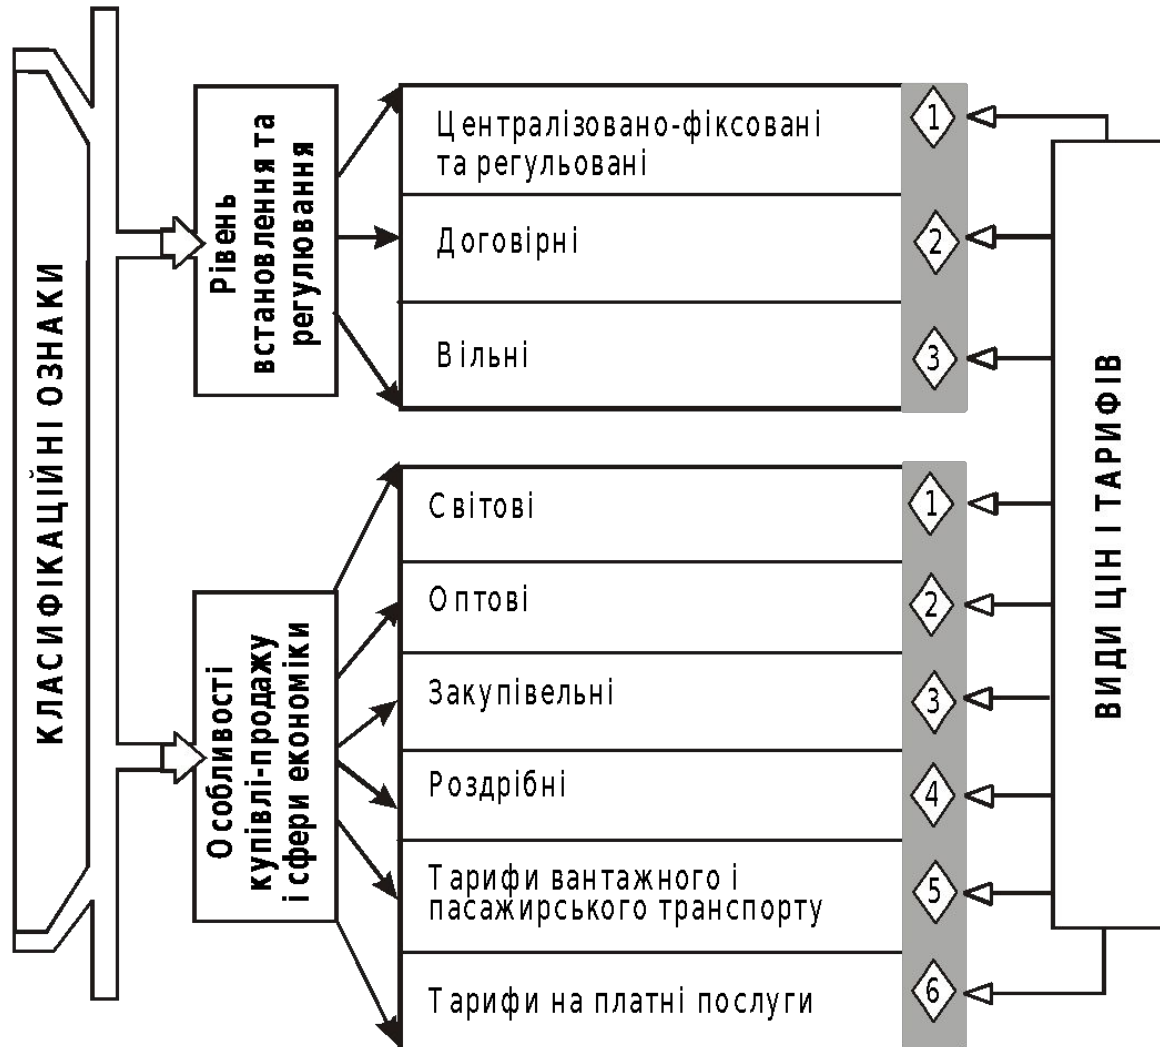 КЛАСИФІКАЦІЙНІ ОЗНАКИ
Рівень
встановлення та
регулювання
Централізовано-фіксовані
та регульовані
1
Договірні
2
Вільні
3
Особливості
купівлі-продажу
і сфери економіки
Світові
1
Оптові
2
Закупівельні
3
Роздрібні
4
Тарифи вантажного і
пасажирського транспорту
5
Тарифи на платні послуги
6
ВИДИ ЦІН І ТАРИФІВ